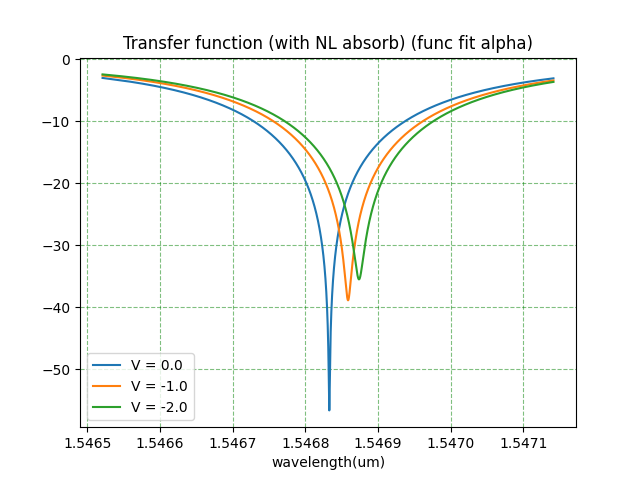 Transfer function (with NL absorb) (func fit alpha)
0
−10
−20
−30
−40
−50
V = 0.0
V = -1.0
V = -2.0
1.5465 1.5466 1.5467 1.5468 1.5469 1.5470 1.5471
wavelength(um)